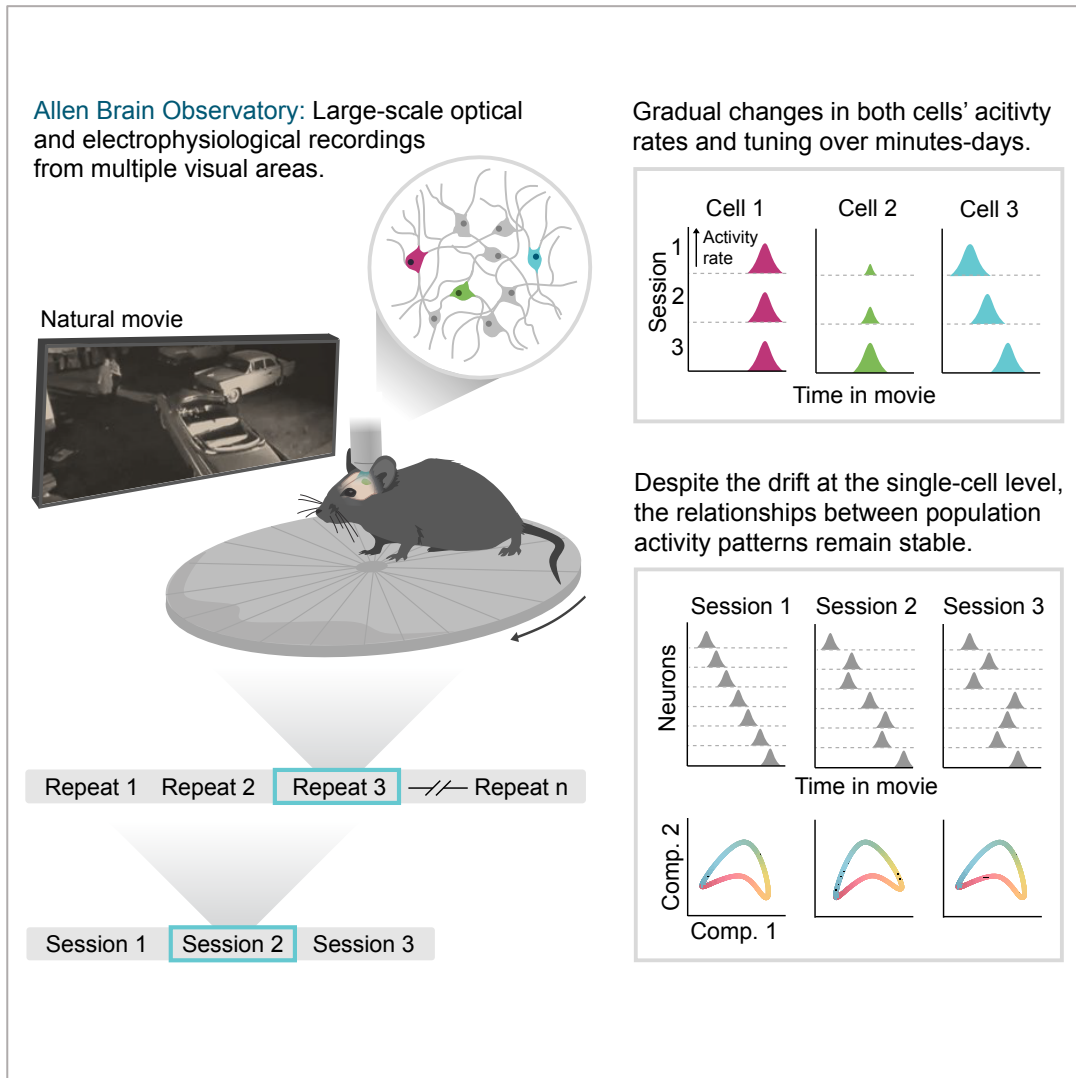 Allen Brain Observatory: Large-scale optical
and electrophysiological recordings
from multiple visual areas.
Natural movie
Repeat 1 Repeat 2 Repeat 3 Repeat n
Session 1 Session 2 Session 3
Gradual changes in both cells' acitivty
rates and tuning over minutes-days.
Cell 1 Cell 2 Cell 3
Activity
rate
Session
1
2
3
Time in movie
Despite the drift at the single-cell level,
the relationships between population
activity patterns remain stable.
Session 1 Session 2 Session 3
Neurons
Time in movie
Comp. 2
Comp. 1